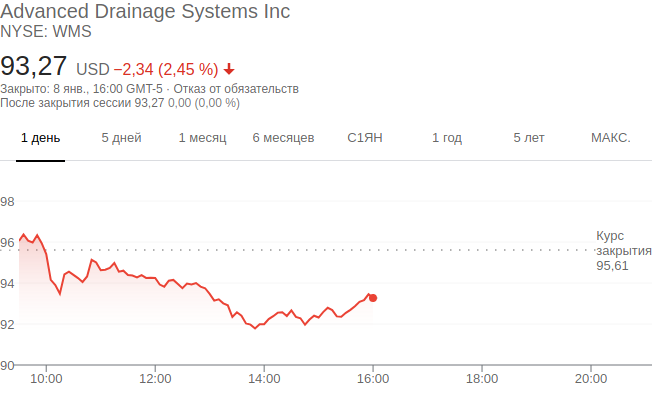 Advanced Drainage Systems Inc
NYSE: WMS
93,27 USD −2,34 (2,45 %)
Закрыто: 8 янв., 16:00 GMT-5 · Отказ от обязательств
После закрытия сессии 93,27 0,00 (0,00 %)
1 день 5 дней 1 месяц 6 месяцев С1ЯН 1 год 5 лет МАКС.
98
96
Курс
закрытия
95,61
94
92
90
10:00 12:00 14:00 16:00 18:00 20:00